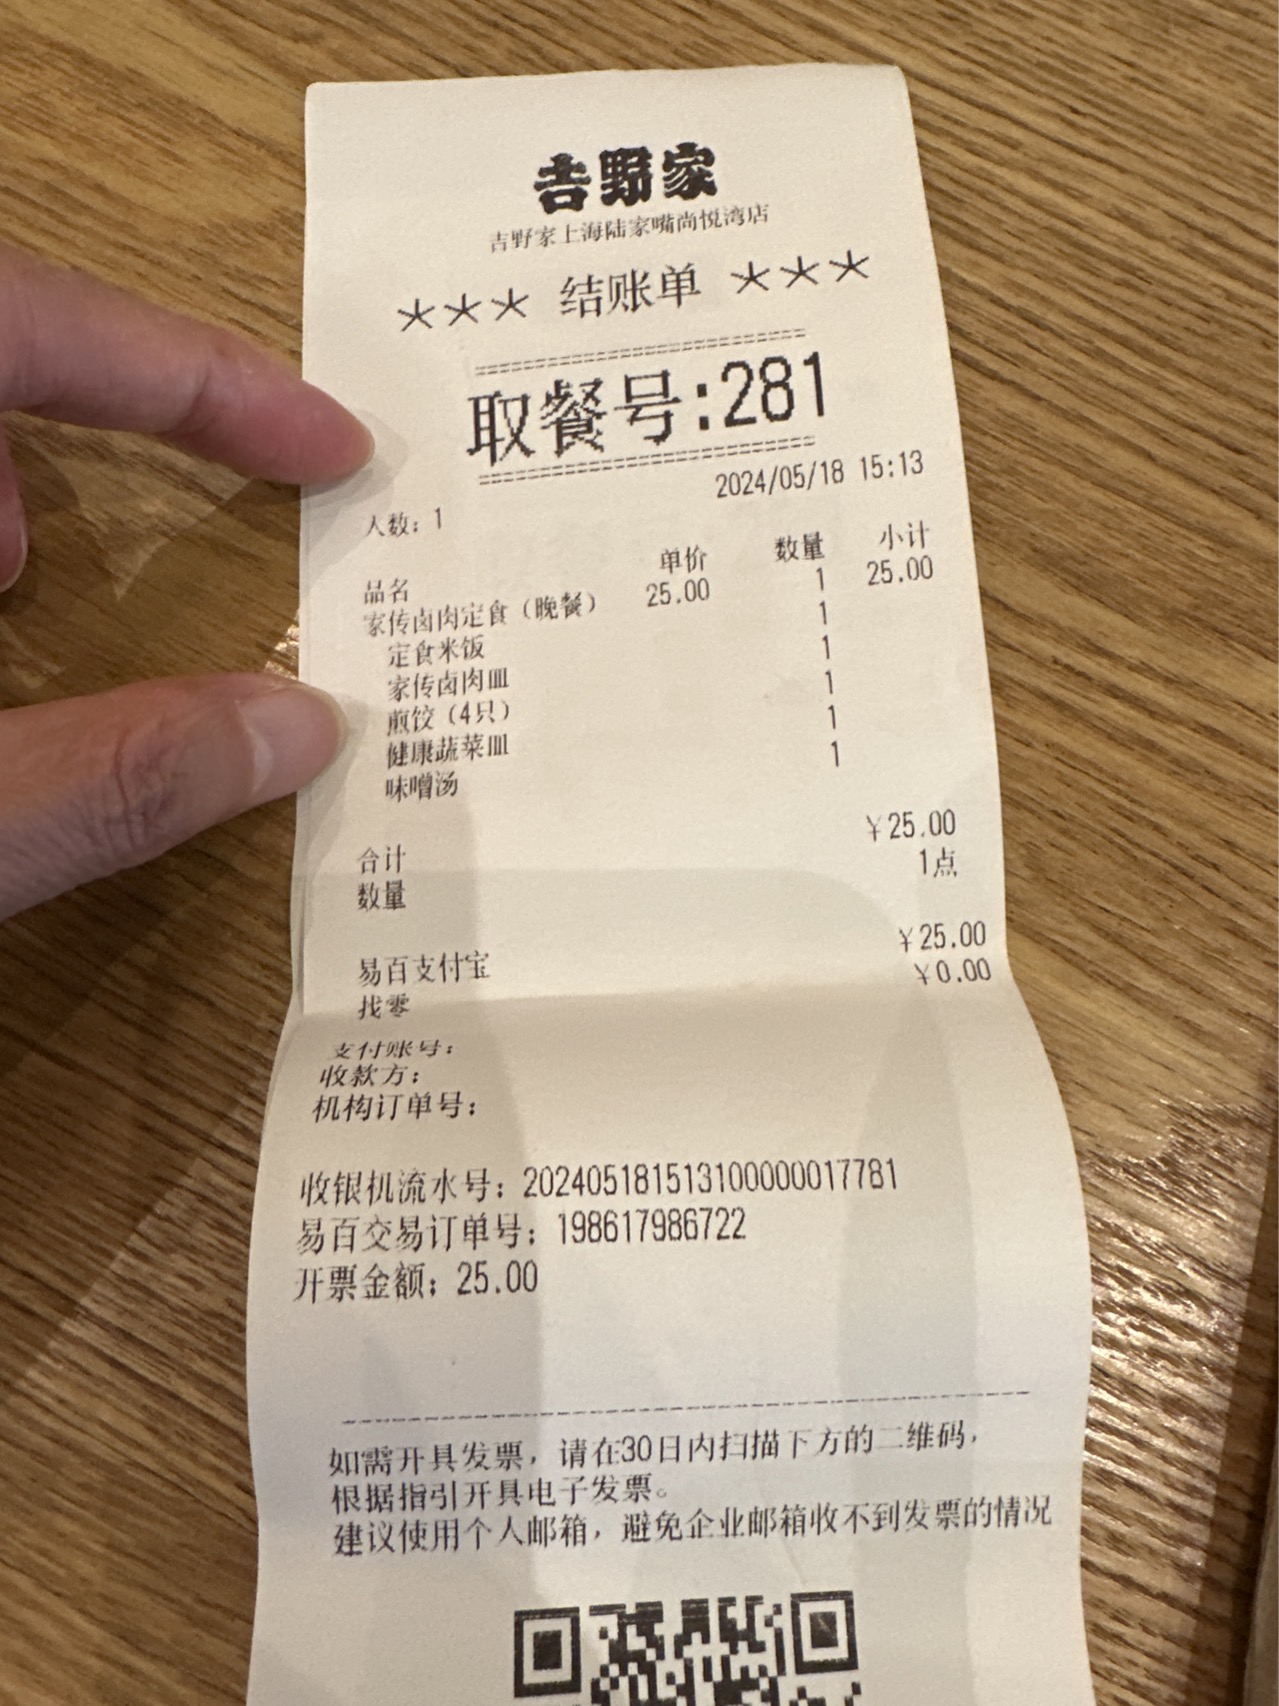 吉野家
吉野家上海陆家嘴尚悦湾店
*** 结账单 ***
取餐号:281
2024/05/18 15:13
人数: 1
品名 单价 数量 小计
家传卤肉定食(晚餐) 25.00 1 25.00
定食米饭 1
家传卤肉皿 1
煎饺(4只) 1
健康蔬菜皿 1
味噌汤 1
合计 ¥25.00
数量 1点
易百支付宝 ¥25.00
找零 ¥0.00
支付账号:
收款方:
机构订单号:
收银机流水号: 20240518151310000​0017781
易百交易订单号: 198617986722
开票金额: 25.00
如需开具发票, 请在30日内扫描下方的二维码,
根据指引开具电子发票。
建议使用个人邮箱, 避免企业邮箱收不到发票的情况